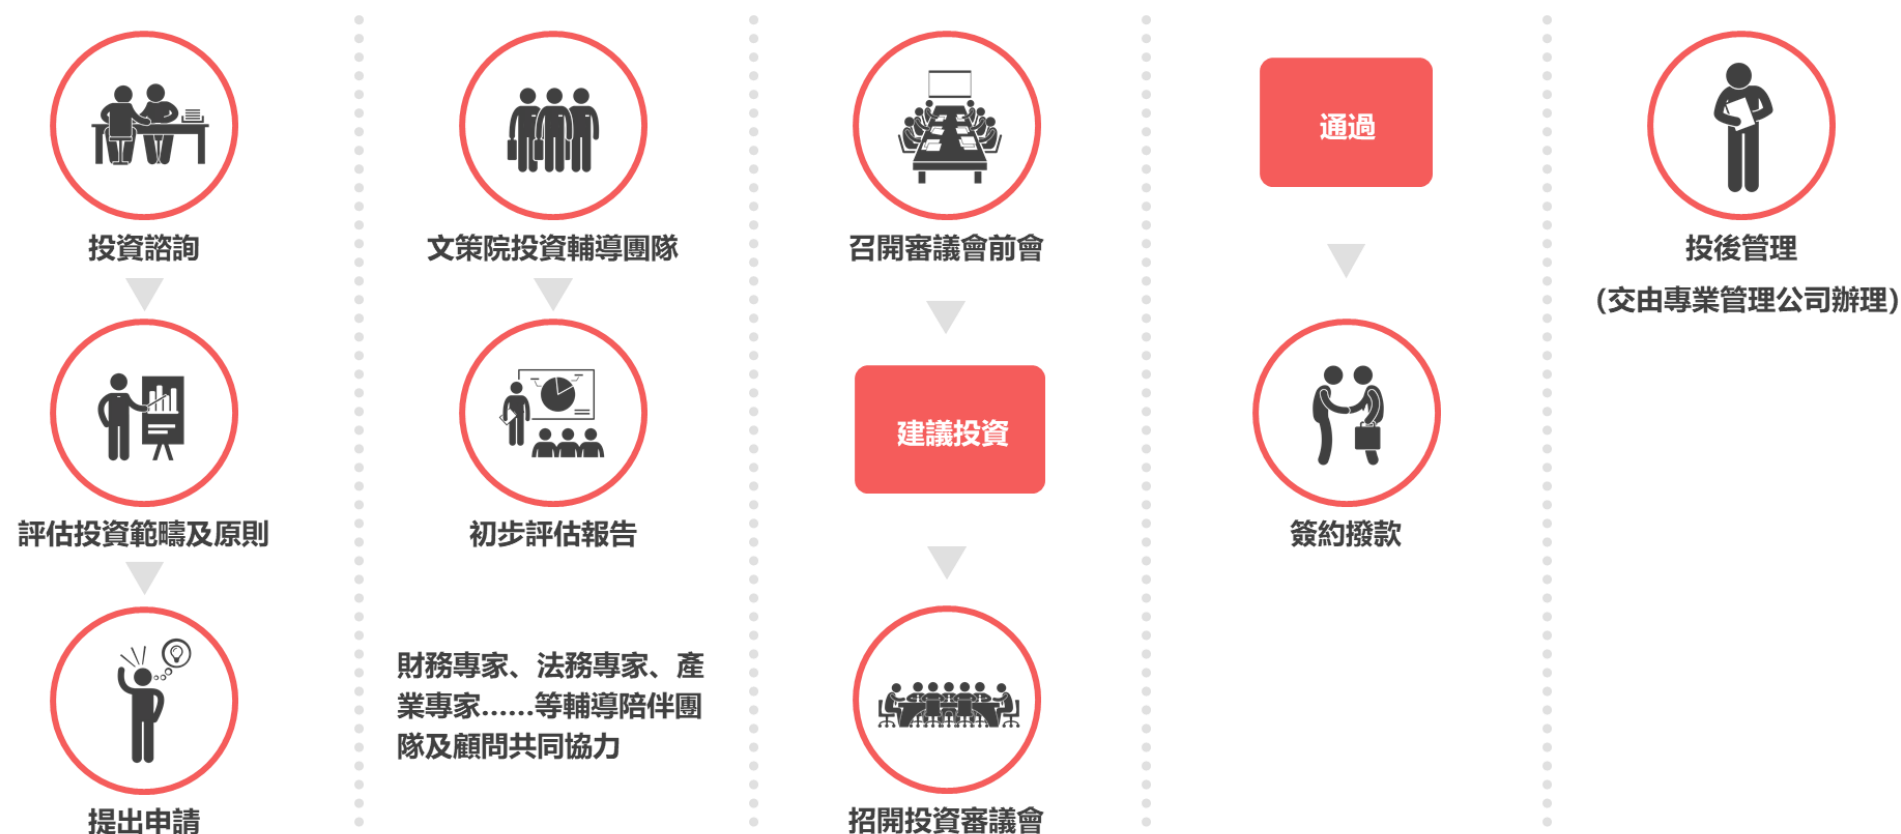 投資諮詢
評估投資範疇及原則
提出申請
文策院投資輔導團隊
初步評估報告
財務專家、法務專家、產
業專家……等輔導陪伴團
隊及顧問共同協力
召開審議會前會
建議投資
招開投資審議會
通過
簽約撥款
投後管理
(交由專業管理公司辦理)